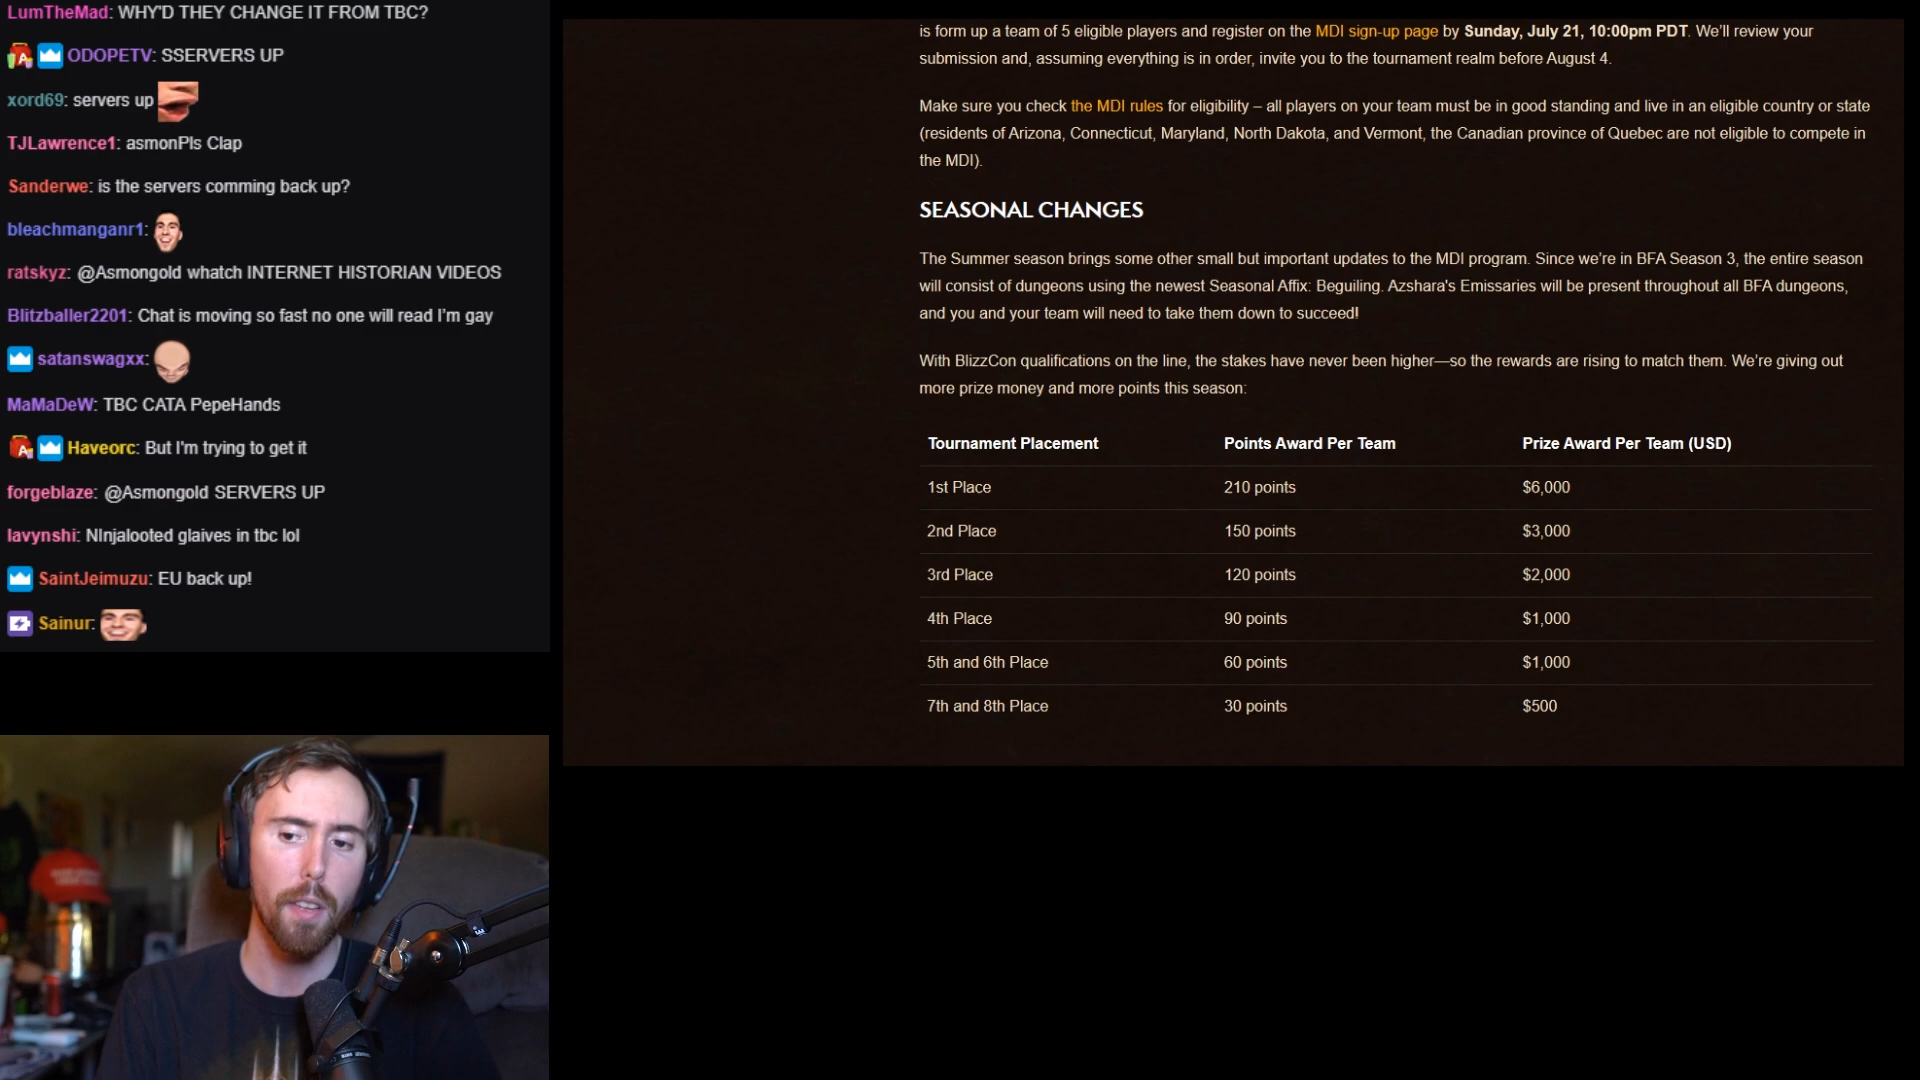 LumTheMad: WHY'D THEY CHANGE IT FROM TBC?
ODOPETV: SSERVERS UP
xord69: servers up
TJLawrence1: asmonPls Clap
Sanderwe: is the servers comming back up?
bleachmanganr1:
ratskyz: @Asmongold whatch INTERNET HISTORIAN VIDEOS
Blitzballer2201: Chat is moving so fast no one will read I'm gay
satanswagxx:
MaMaDeW: TBC CATA PepeHands
Haveorc: But I'm trying to get it
forgeblaze: @Asmongold SERVERS UP
lavynshi: NInjalooted glaives in tbc lol
SaintJeimuzu: EU back up!
Sainur:
is form up a team of 5 eligible players and register on the MDI sign-up page by Sunday, July 21, 10:00pm PDT. We'll review your
submission and, assuming everything is in order, invite you to the tournament realm before August 4.
Make sure you check the MDI rules for eligibility – all players on your team must be in good standing and live in an eligible country or state
(residents of Arizona, Connecticut, Maryland, North Dakota, and Vermont, the Canadian province of Quebec are not eligible to compete in
the MDI).
SEASONAL CHANGES
The Summer season brings some other small but important updates to the MDI program. Since we're in BFA Season 3, the entire season
will consist of dungeons using the newest Seasonal Affix: Beguiling. Azshara's Emissaries will be present throughout all BFA dungeons,
and you and your team will need to take them down to succeed!
With BlizzCon qualifications on the line, the stakes have never been higher—so the rewards are rising to match them. We're giving out
more prize money and more points this season:
Tournament Placement Points Award Per Team Prize Award Per Team (USD)
1st Place 210 points $6,000
2nd Place 150 points $3,000
3rd Place 120 points $2,000
4th Place 90 points $1,000
5th and 6th Place 60 points $1,000
7th and 8th Place 30 points $500